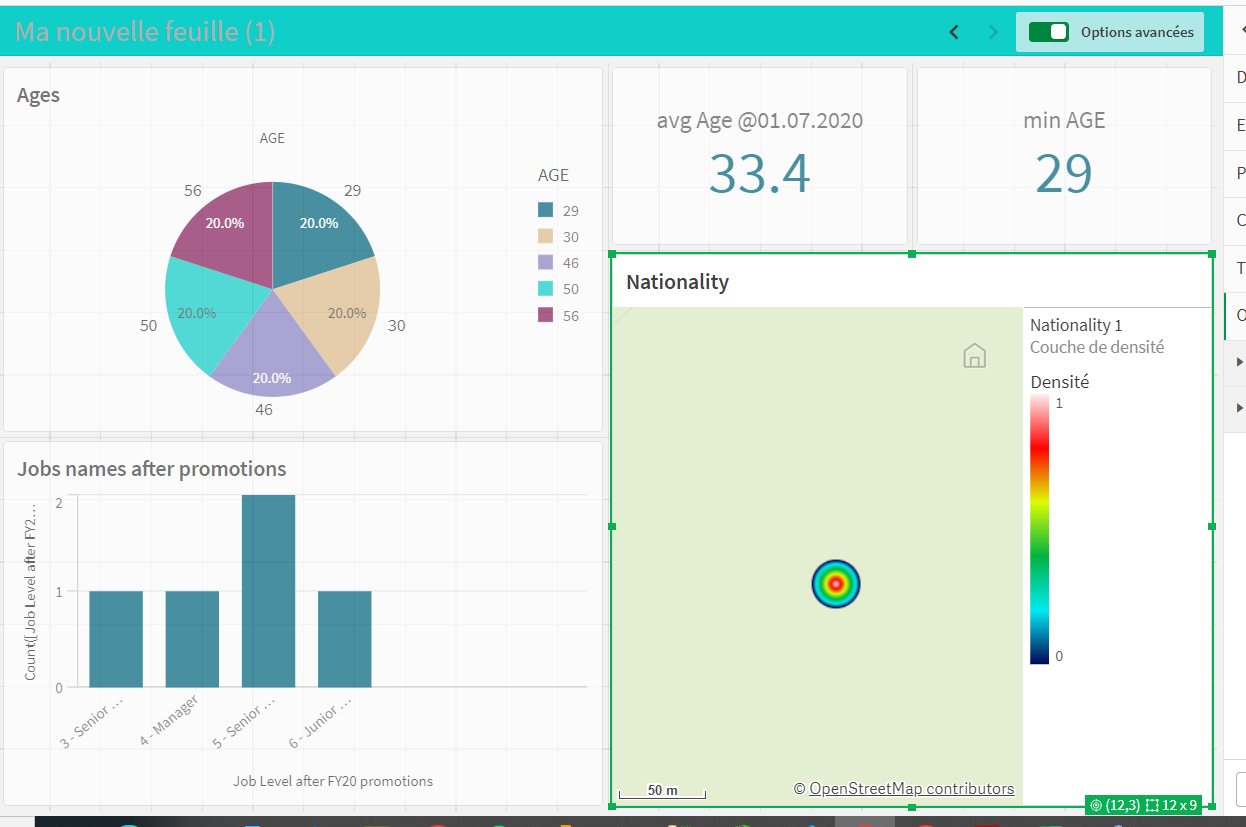 Ma nouvelle feuille (1)
Options avancées
Ages
AGE
56
29
20.0%
20.0%
50
20.0%
20.0%
30
20.0%
46
AGE
29
30
46
50
56
avg Age @01.07.2020
33.4
min AGE
29
Jobs names after promotions
Count([Job Level after FY2...
2
1
0
3 - Senior ...
4 - Manager
5 - Senior ...
6 - Junior ...
Job Level after FY20 promotions
Nationality
Nationality 1
Couche de densité
Densité
1
0
50 m
© OpenStreetMap contributors
(12,3) 12 x 9
D
E
P
C
T